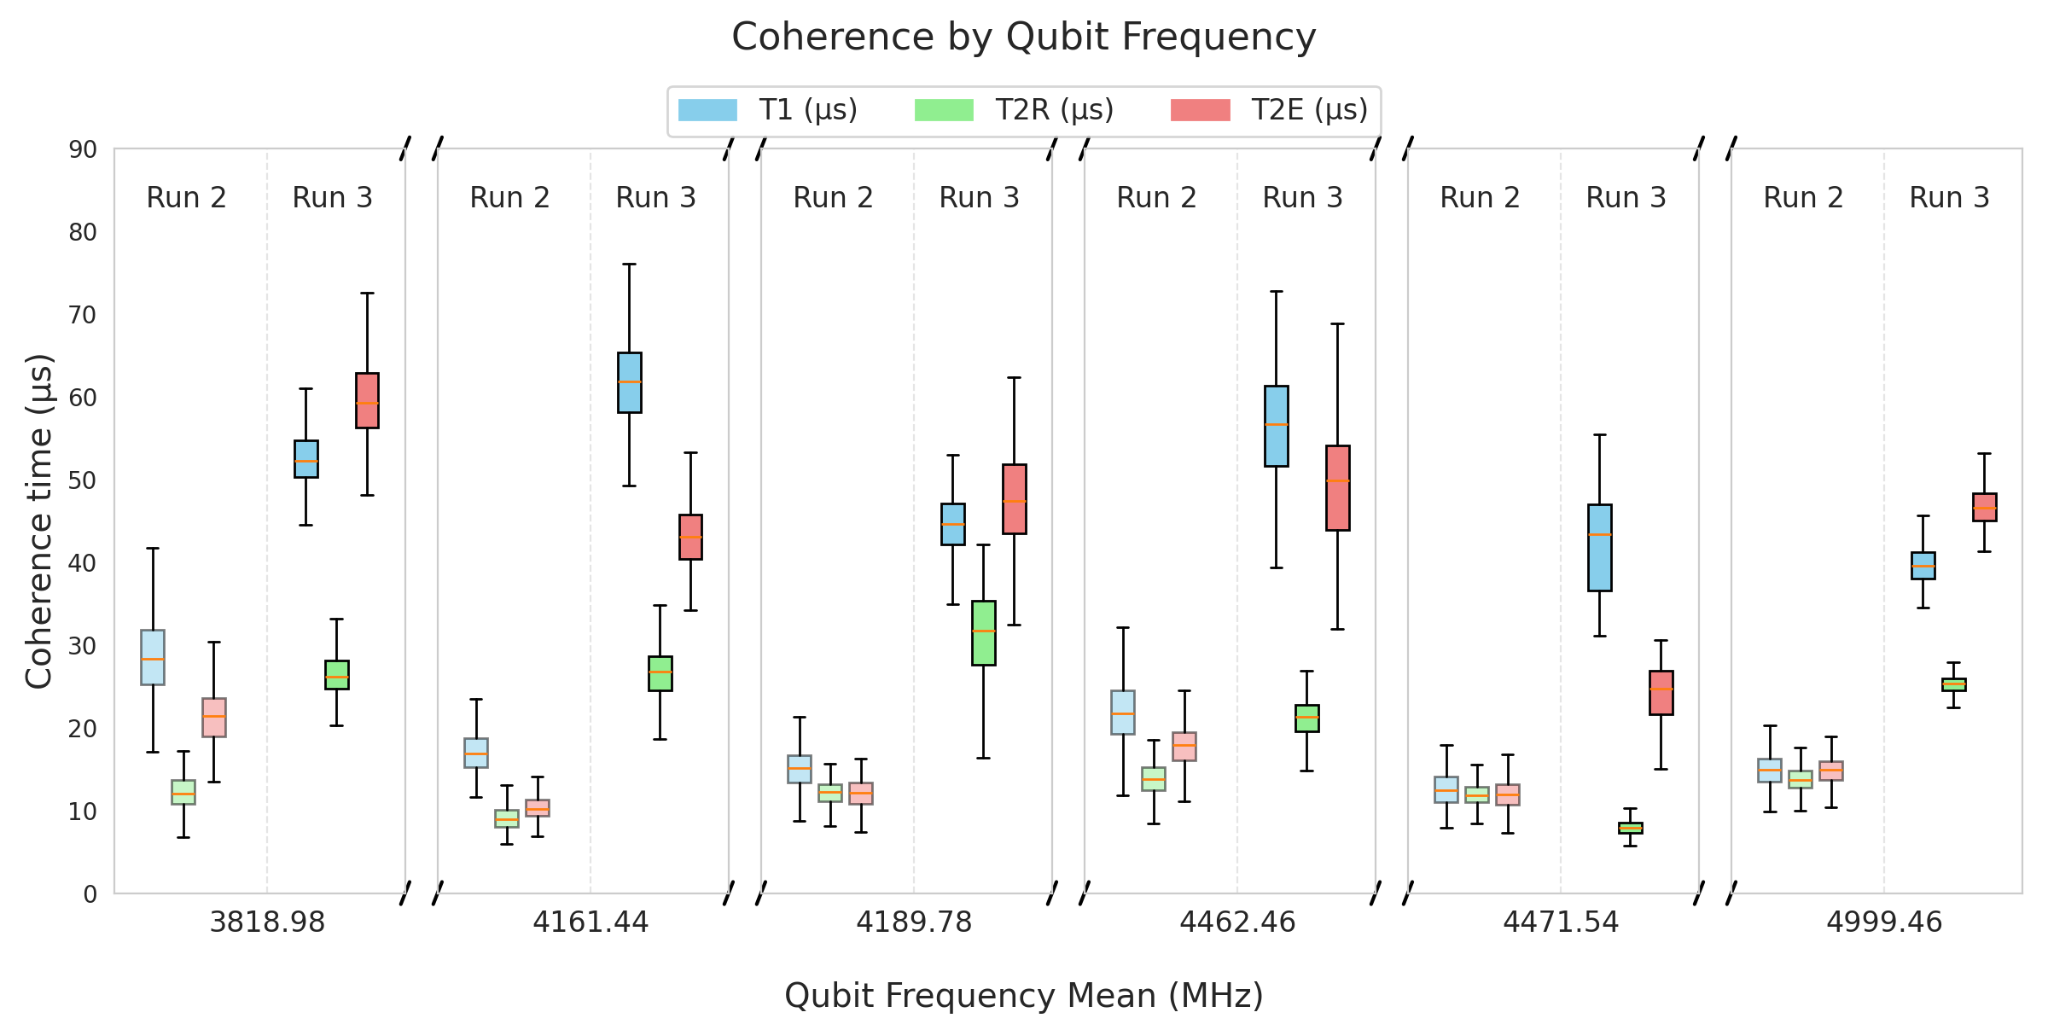 Coherence by Qubit Frequency
T1 (μs) T2R (μs) T2E (μs)
90
80
70
60
50
40
30
20
10
0
Coherence time (μs)
Run 2 Run 3 Run 2 Run 3 Run 2 Run 3 Run 2 Run 3 Run 2 Run 3 Run 2 Run 3
3818.98 4161.44 4189.78 4462.46 4471.54 4999.46
Qubit Frequency Mean (MHz)